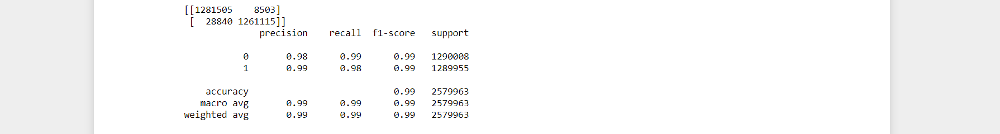 [[1281505    8503]
 [  28840 1261115]]
              precision    recall  f1-score   support

           0       0.98      0.99      0.99   1290008
           1       0.99      0.98      0.99   1289955

    accuracy                           0.99   2579963
   macro avg       0.99      0.99      0.99   2579963
weighted avg       0.99      0.99      0.99   2579963